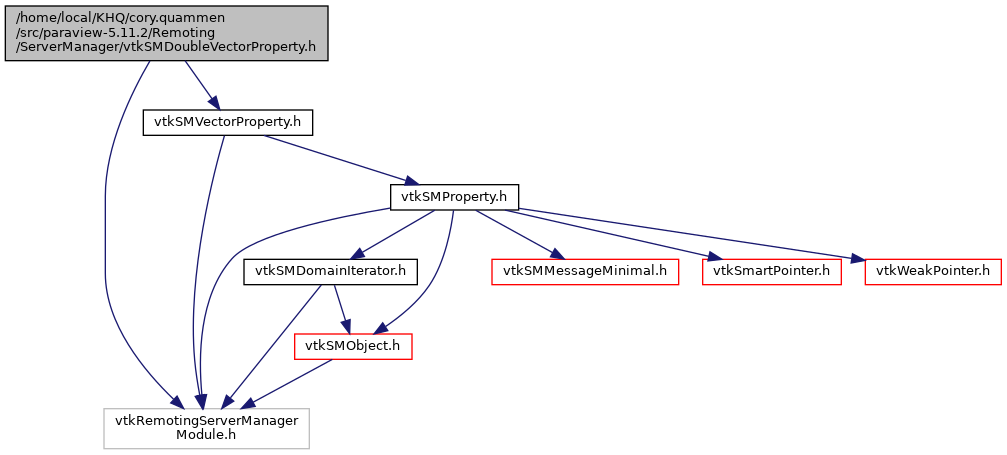 /home/local/KHQ/cory.quammen
/src/paraview-5.11.2/Remoting
/ServerManager/vtkSMDoubleVectorProperty.h
vtkSMVectorProperty.h
vtkSMProperty.h
vtkSMDomainIterator.h
vtkSMMessageMinimal.h
vtkSmartPointer.h
vtkWeakPointer.h
vtkSMObject.h
vtkRemotingServerManager
Module.h